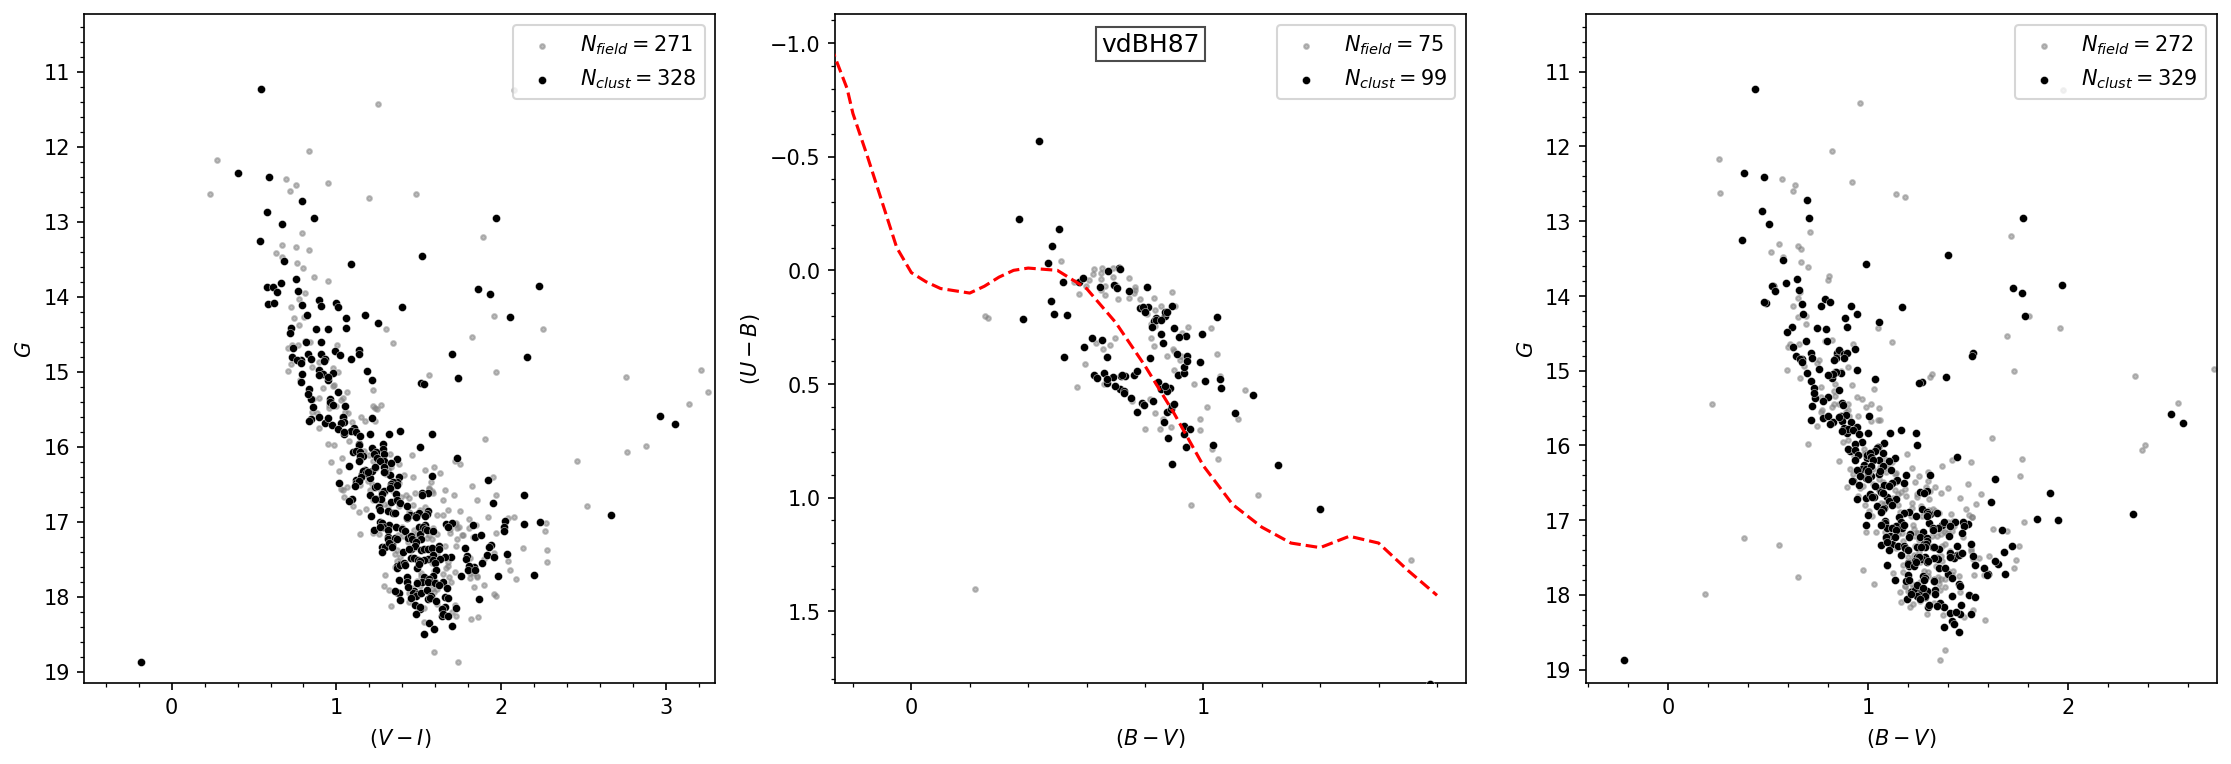 N_field = 271
N_clust = 328
11
12
13
14
15
16
17
18
19
G
0 1 2 3
(V − I)
vdBH87
N_field = 75
N_clust = 99
−1.0
−0.5
0.0
0.5
1.0
1.5
(U − B)
0 1
(B − V)
N_field = 272
N_clust = 329
11
12
13
14
15
16
17
18
19
G
0 1 2
(B − V)